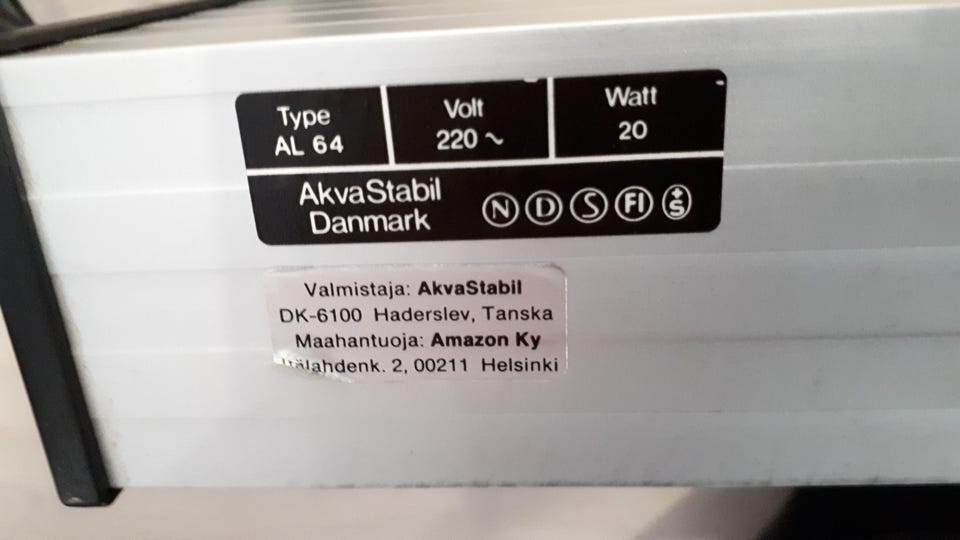 Type
AL 64
Volt
220 ~
Watt
20
AkvaStabil
Danmark
N D S FI +S
Valmistaja: AkvaStabil
DK-6100 Haderslev, Tanska
Maahantuoja: Amazon Ky
2, 00211 Helsinki